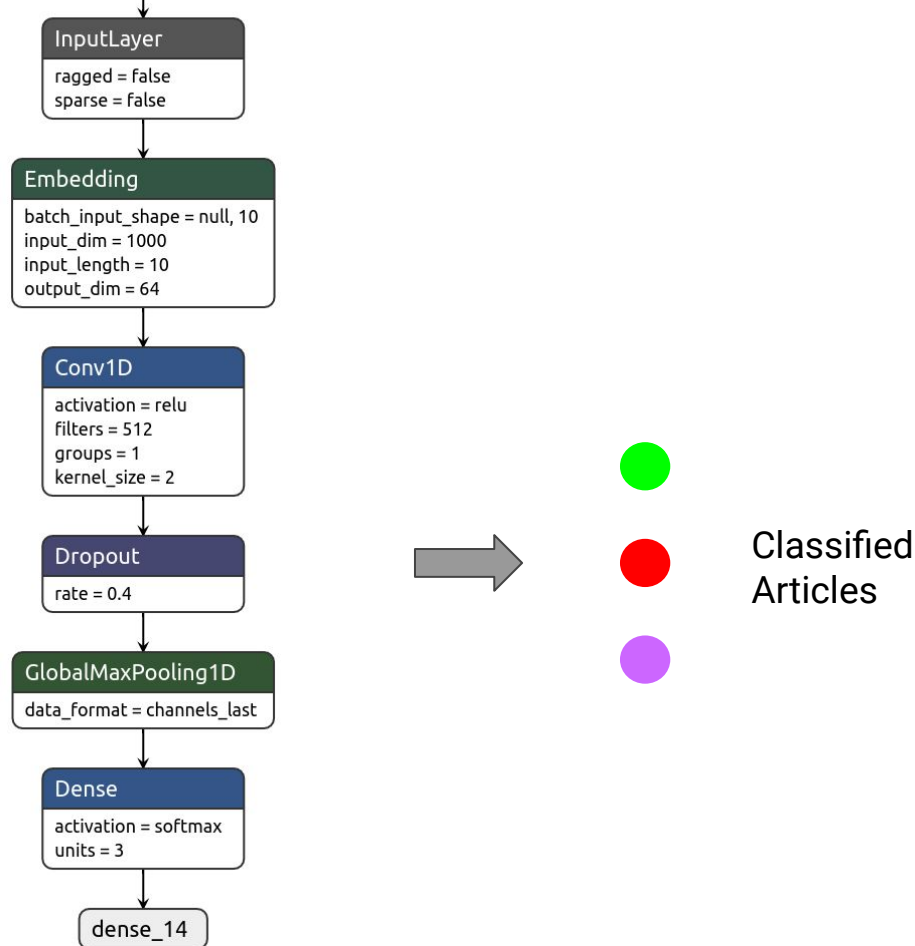 InputLayer
ragged = false
sparse = false
Embedding
batch_input_shape = null, 10
input_dim = 1000
input_length = 10
output_dim = 64
Conv1D
activation = relu
filters = 512
groups = 1
kernel_size = 2
Dropout
rate = 0.4
GlobalMaxPooling1D
data_format = channels_last
Dense
activation = softmax
units = 3
dense_14
Classified
Articles